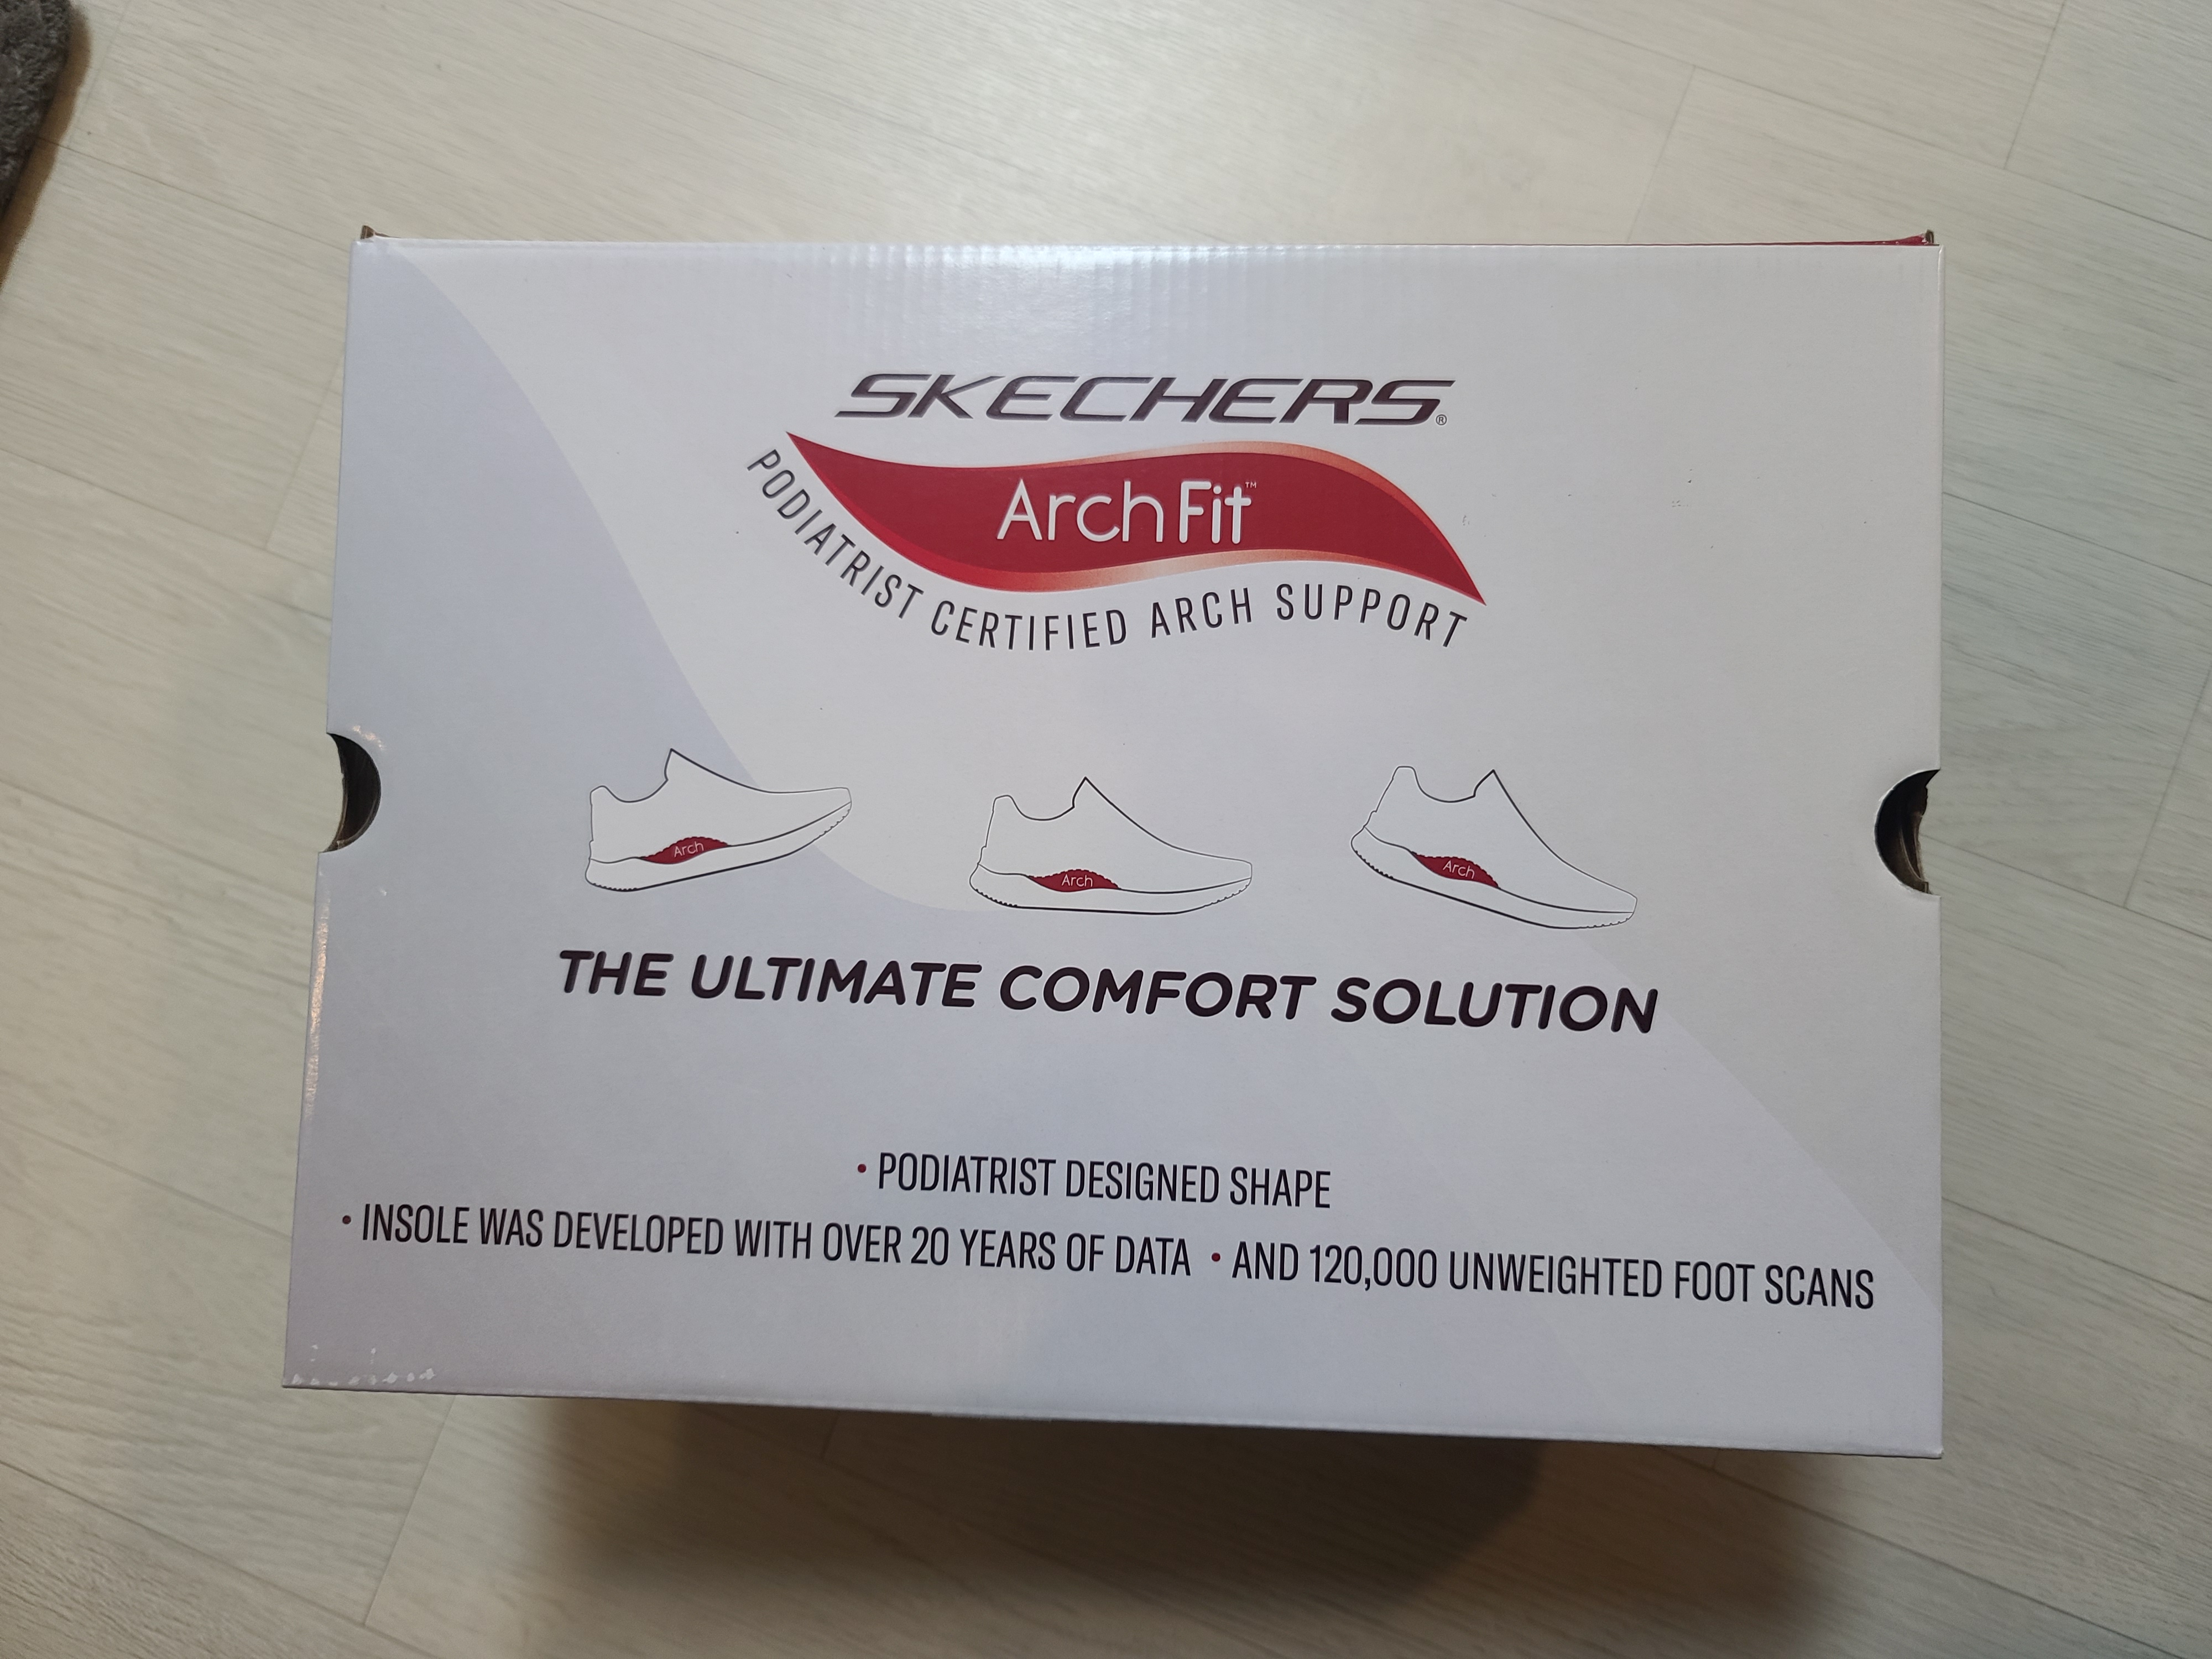 SKECHERS®
Arch Fit™
PODIATRIST CERTIFIED ARCH SUPPORT
Arch
Arch
Arch
THE ULTIMATE COMFORT SOLUTION
• PODIATRIST DESIGNED SHAPE
• INSOLE WAS DEVELOPED WITH OVER 20 YEARS OF DATA • AND 120,000 UNWEIGHTED FOOT SCANS